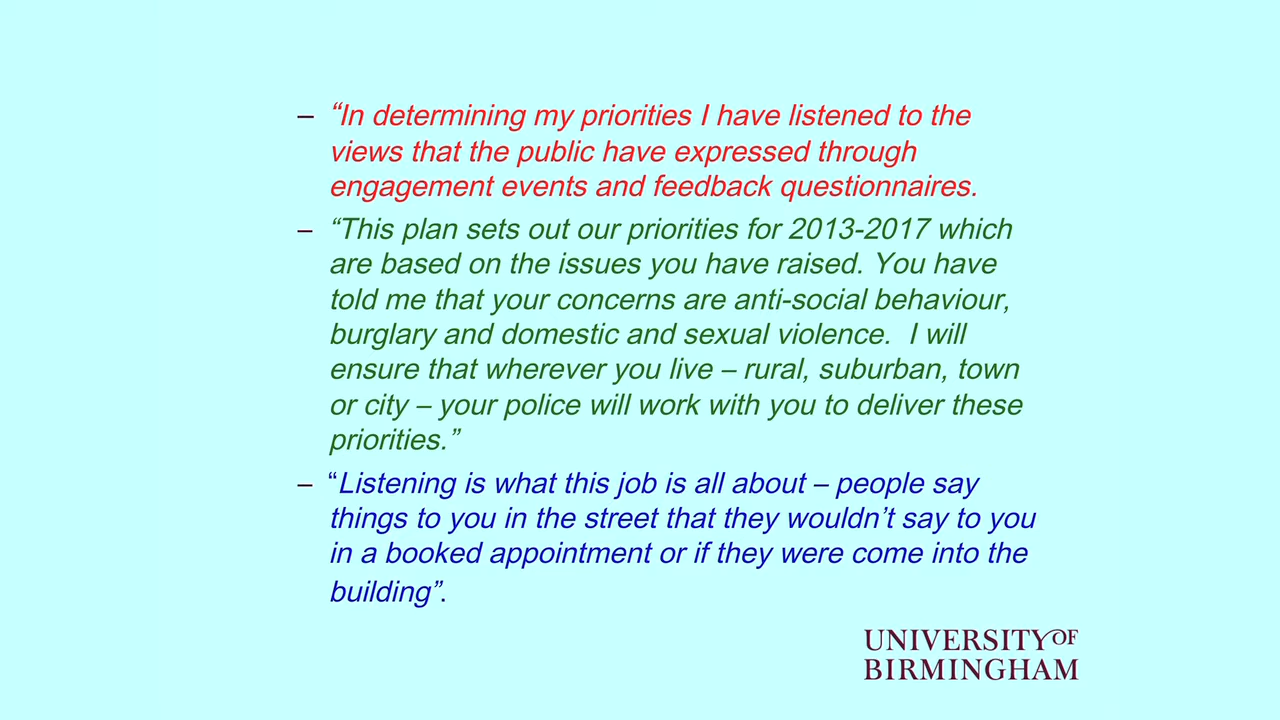 – “In determining my priorities I have listened to the
views that the public have expressed through
engagement events and feedback questionnaires.
– “This plan sets out our priorities for 2013-2017 which
are based on the issues you have raised. You have
told me that your concerns are anti-social behaviour,
burglary and domestic and sexual violence.  I will
ensure that wherever you live – rural, suburban, town
or city – your police will work with you to deliver these
priorities.”
– “Listening is what this job is all about – people say
things to you in the street that they wouldn’t say to you
in a booked appointment or if they were come into the
building”.
UNIVERSITY OF
BIRMINGHAM